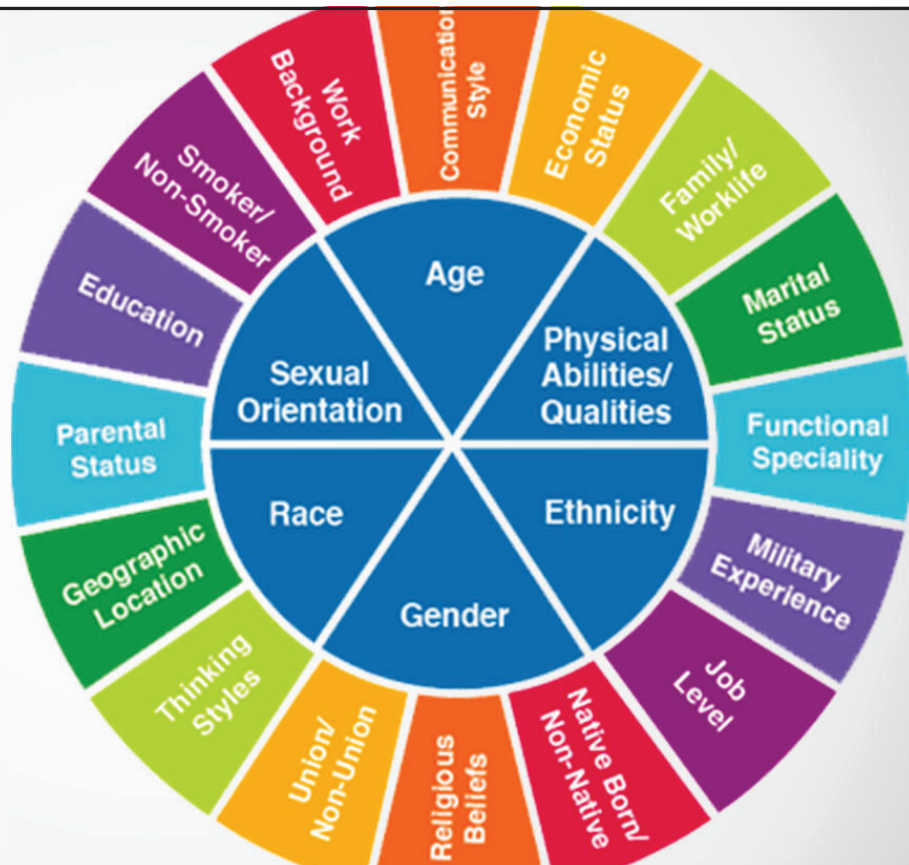 Communication
Style
Economic
Status
Family/
Worklife
Marital
Status
Functional
Speciality
Military
Experience
Job
Level
Native Born/
Non-Native
Religious
Beliefs
Union/
Non-Union
Thinking
Styles
Geographic
Location
Parental
Status
Education
Smoker/
Non-Smoker
Work
Background
Age
Physical
Abilities/
Qualities
Ethnicity
Gender
Race
Sexual
Orientation